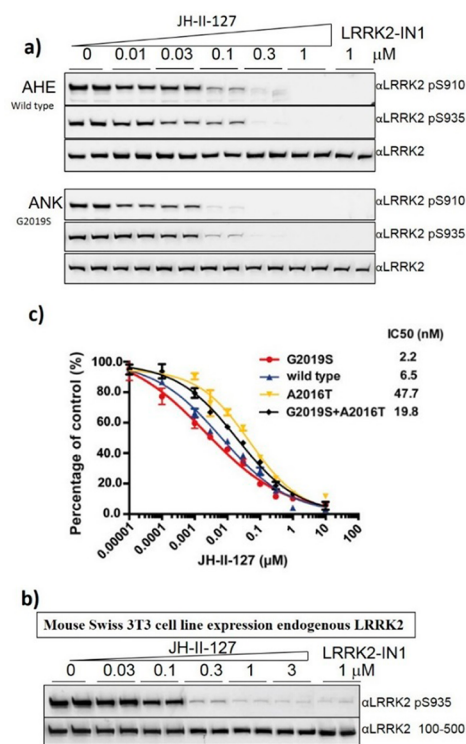 JH-II-127
LRRK2-IN1
a)
0 0.01 0.03 0.1 0.3 1 1 μM
AHE
Wild type
αLRRK2 pS910
αLRRK2 pS935
αLRRK2
ANK
G2019S
αLRRK2 pS910
αLRRK2 pS935
αLRRK2
c)
IC50 (nM)
G2019S 2.2
wild type 6.5
A2016T 47.7
G2019S+A2016T 19.8
Percentage of control (%)
100.0
80.0
60.0
40.0
20.0
0.0
0.00001 0.0001 0.001 0.01 0.1 1 10 100
JH-II-127 (μM)
b)
Mouse Swiss 3T3 cell line expression endogenous LRRK2
JH-II-127
LRRK2-IN1
0 0.03 0.1 0.3 1 3 1 μM
αLRRK2 pS935
αLRRK2 100-500